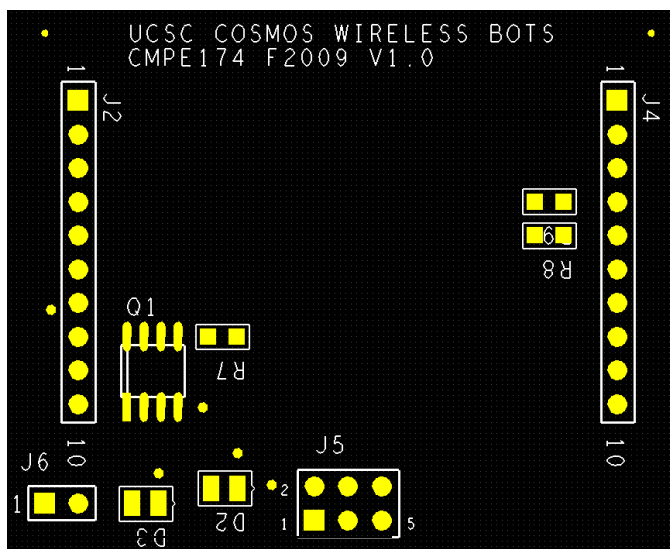 UCSC COSMOS WIRELESS BOTS
CMPE174 F2009 V1.0
1
J2
1
J4
R9
R8
Q1
R7
10
10
J6
J5
1
D3
D2
2
1
5